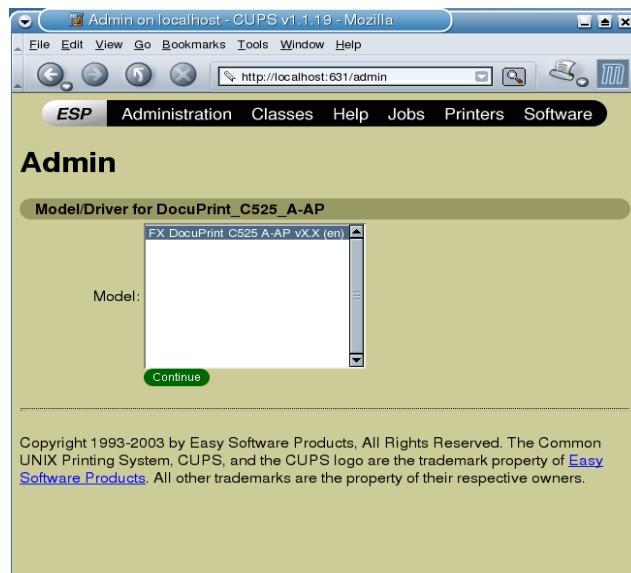 Admin on localhost - CUPS v1.1.19 - Mozilla
File Edit View Go Bookmarks Tools Window Help
http://localhost:631/admin
ESP Administration Classes Help Jobs Printers Software
Admin
Model/Driver for DocuPrint_C525_A-AP
FX DocuPrint C525 A-AP vX.X (en)
Model:
Continue
Copyright 1993-2003 by Easy Software Products, All Rights Reserved. The Common
UNIX Printing System, CUPS, and the CUPS logo are the trademark property of Easy
Software Products. All other trademarks are the property of their respective owners.